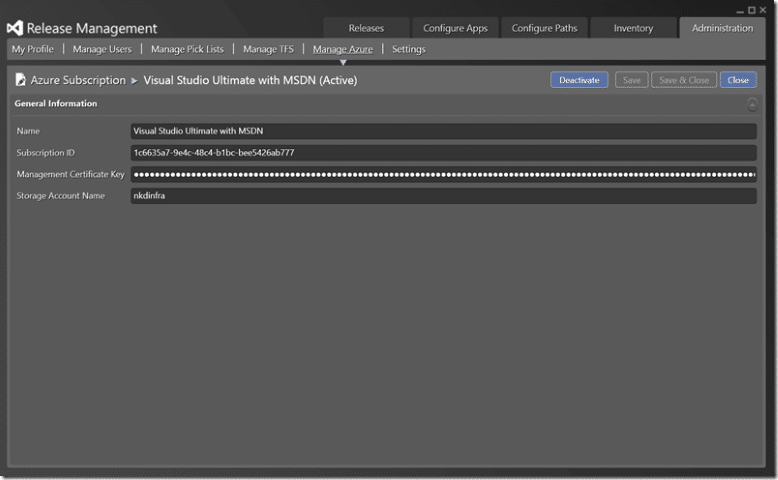 Release Management
Releases
Configure Apps
Configure Paths
Inventory
Administration
My Profile | Manage Users | Manage Pick Lists | Manage TFS | Manage Azure | Settings
Azure Subscription ▸ Visual Studio Ultimate with MSDN (Active)
Deactivate
Save
Save & Close
Close
General Information
Name
Visual Studio Ultimate with MSDN
Subscription ID
1c6635a7-9e4c-48c4-b1bc-bee5426ab777
Management Certificate Key
Storage Account Name
nkdinfra